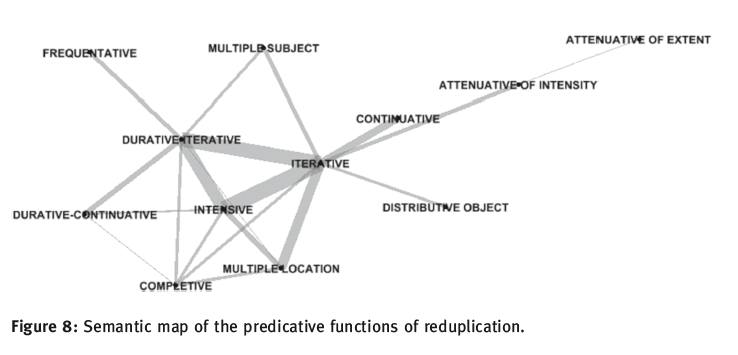 ATTENUATIVE OF EXTENT
FREQUENTATIVE
MULTIPLE SUBJECT
ATTENUATIVE OF INTENSITY
CONTINUATIVE
DURATIVE-ITERATIVE
ITERATIVE
DURATIVE-CONTINUATIVE
INTENSIVE
DISTRIBUTIVE OBJECT
MULTIPLE LOCATION
COMPLETIVE
Figure 8: Semantic map of the predicative functions of reduplication.